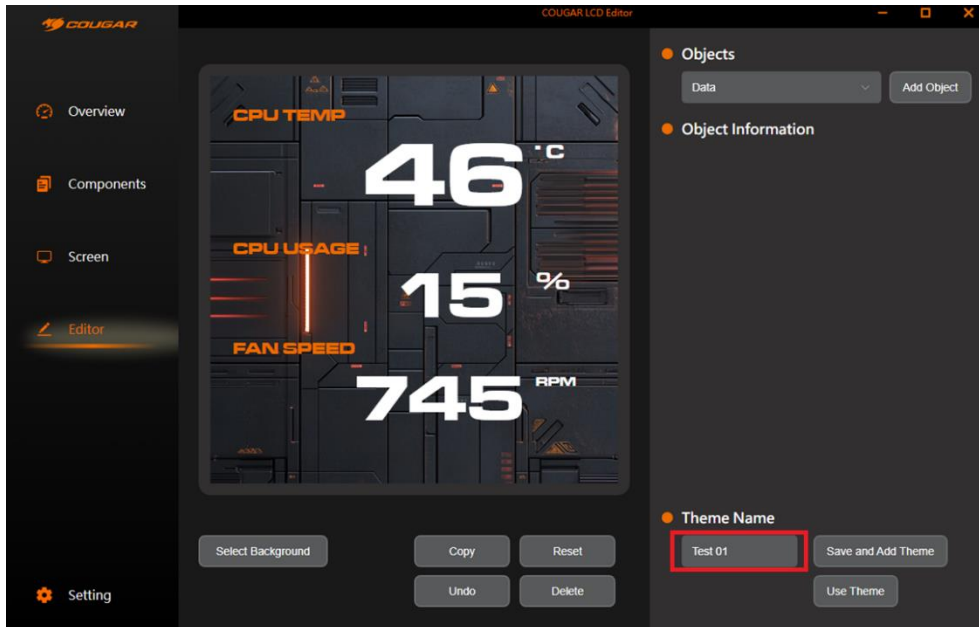 COUGAR
COUGAR LCD Editor
Overview
Components
Screen
Editor
Setting
CPU TEMP
46 °C
CPU USAGE
15 %
FAN SPEED
745 RPM
Select Background
Copy
Reset
Undo
Delete
Objects
Data
Add Object
Object Information
Theme Name
Test 01
Save and Add Theme
Use Theme